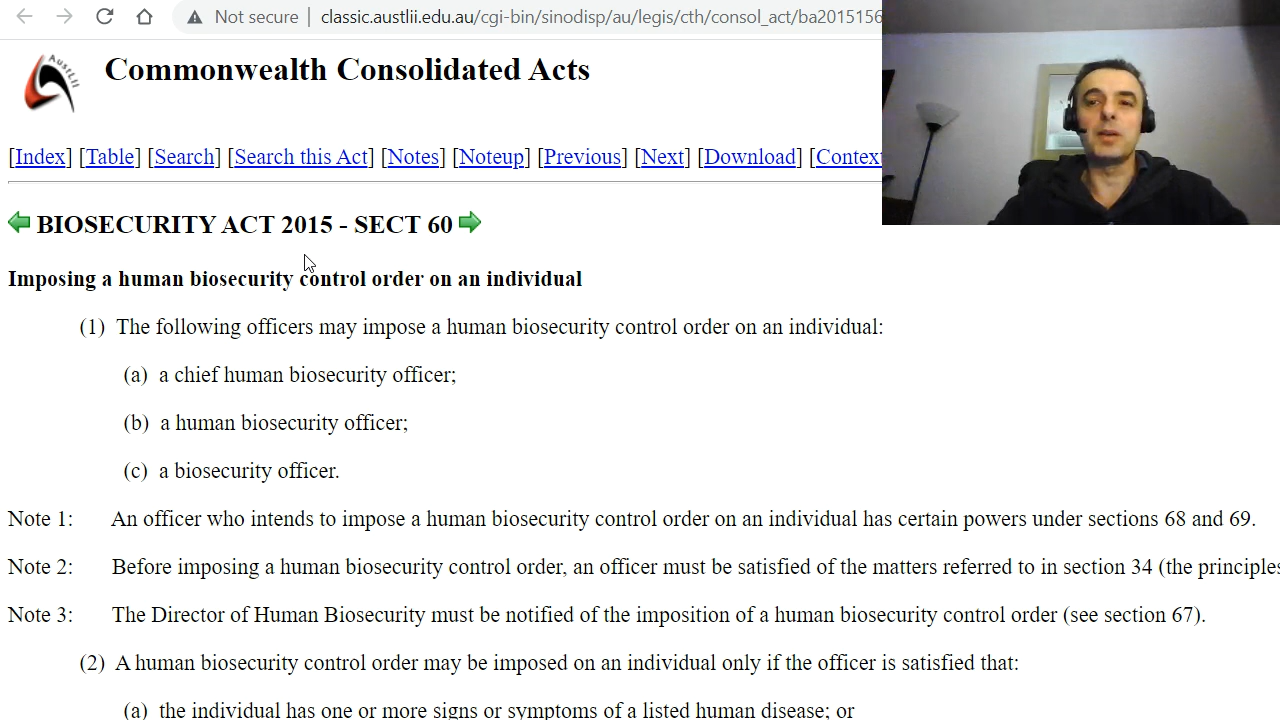 Not secure | classic.austlii.edu.au/cgi-bin/sinodisp/au/legis/cth/consol_act/ba2015156
AustLII
Commonwealth Consolidated Acts
[Index] [Table] [Search] [Search this Act] [Notes] [Noteup] [Previous] [Next] [Download] [Contex
BIOSECURITY ACT 2015 - SECT 60
Imposing a human biosecurity control order on an individual
(1) The following officers may impose a human biosecurity control order on an individual:
(a) a chief human biosecurity officer;
(b) a human biosecurity officer;
(c) a biosecurity officer.
Note 1: An officer who intends to impose a human biosecurity control order on an individual has certain powers under sections 68 and 69.
Note 2: Before imposing a human biosecurity control order, an officer must be satisfied of the matters referred to in section 34 (the principles
Note 3: The Director of Human Biosecurity must be notified of the imposition of a human biosecurity control order (see section 67).
(2) A human biosecurity control order may be imposed on an individual only if the officer is satisfied that:
(a) the individual has one or more signs or symptoms of a listed human disease; or